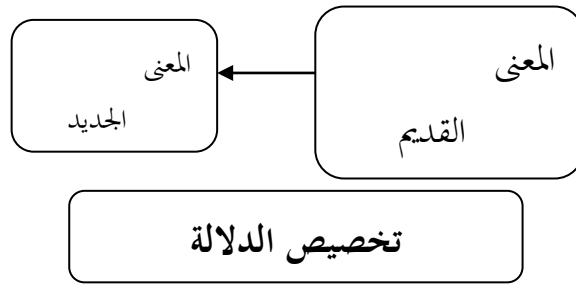 المعنى
القديم
المعنى
الجديد
تخصيص الدلالة